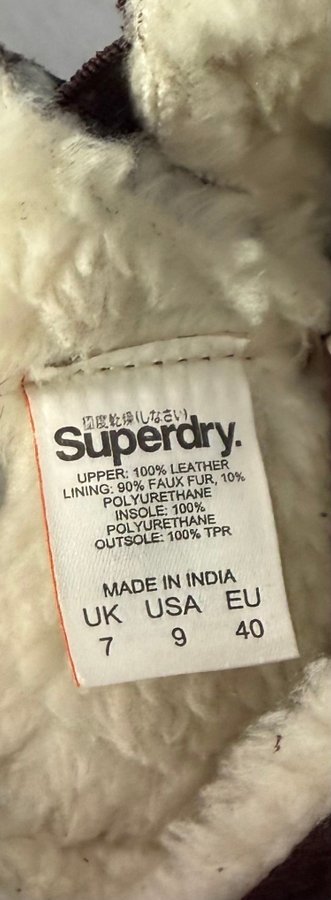 極度乾燥(しなさい)
Superdry.
UPPER: 100% LEATHER
LINING: 90% FAUX FUR, 10%
POLYURETHANE
INSOLE: 100%
POLYURETHANE
OUTSOLE: 100% TPR
MADE IN INDIA
UK USA EU
7 9 40